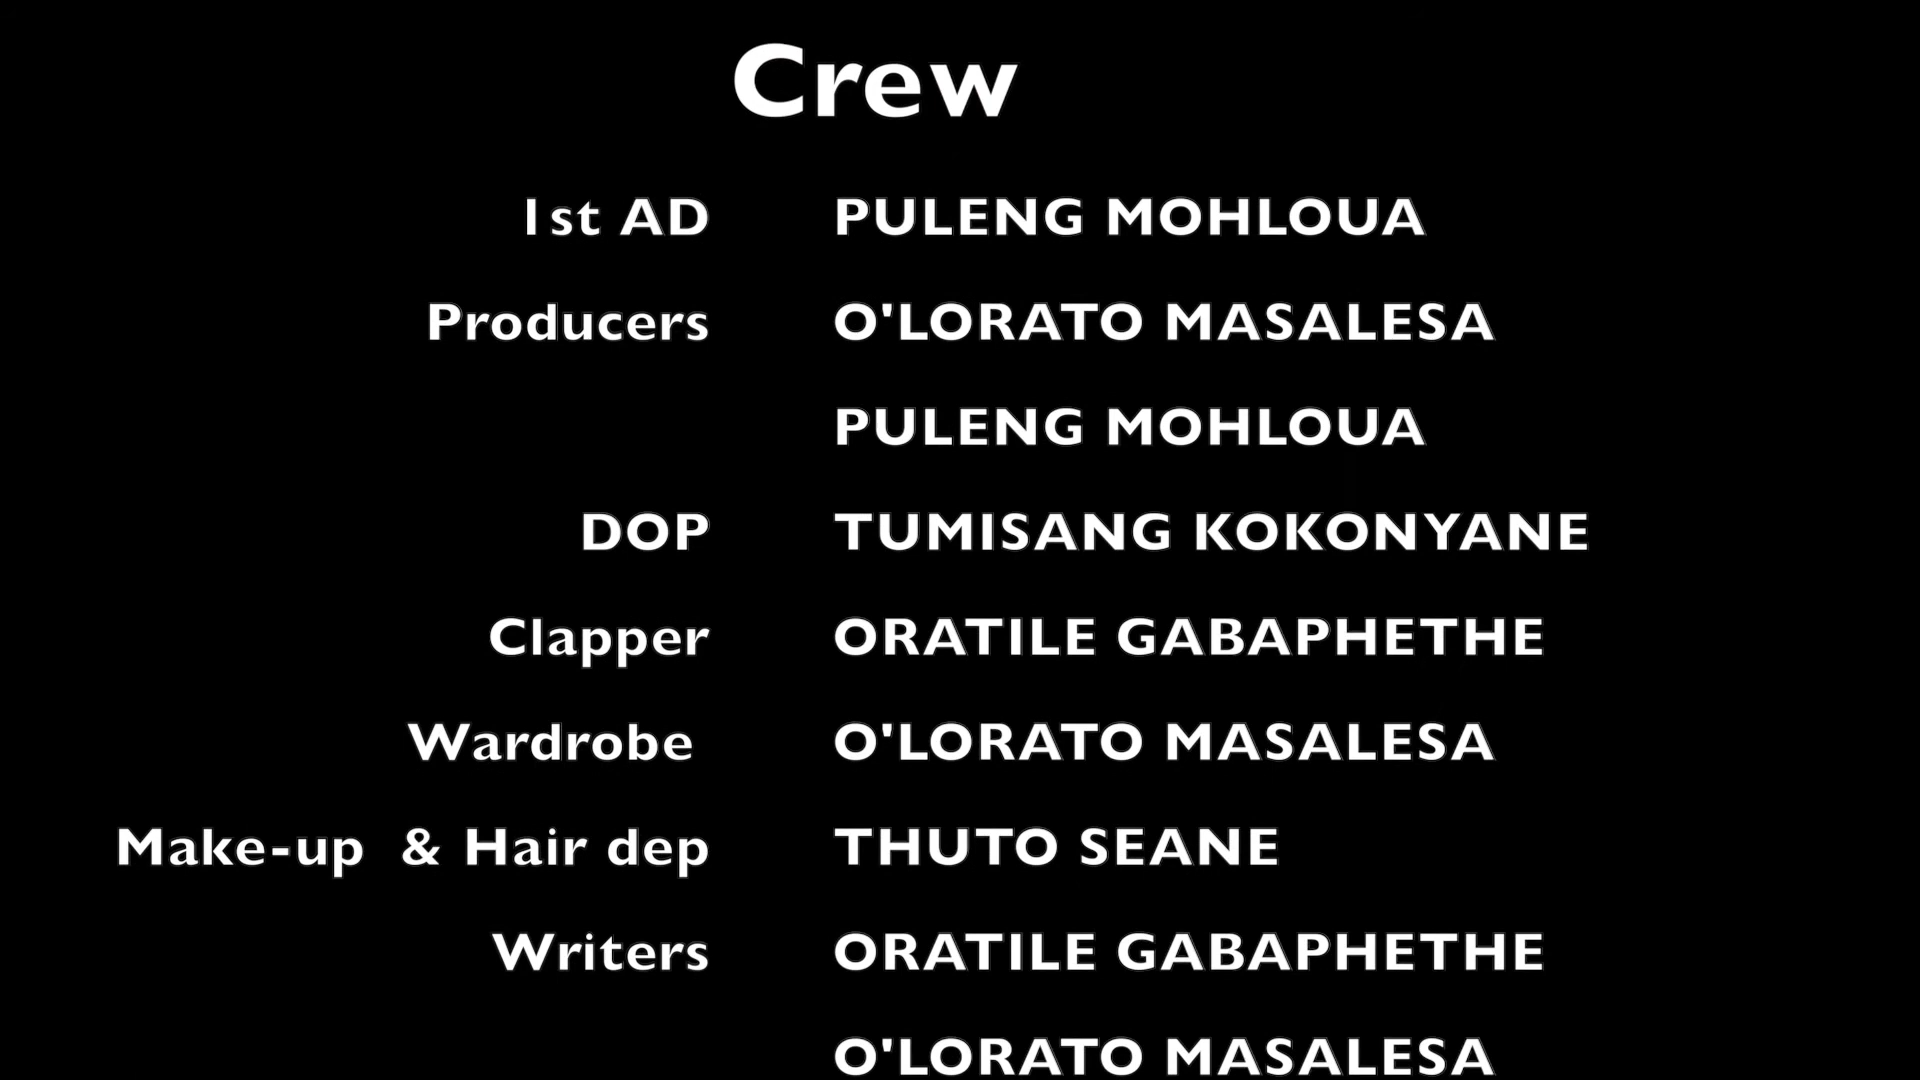 Crew
1st AD PULENG MOHLOUA
Producers O'LORATO MASALESA
PULENG MOHLOUA
DOP TUMISANG KOKONYANE
Clapper ORATILE GABAPHETHE
Wardrobe O'LORATO MASALESA
Make-up & Hair dep THUTO SEANE
Writers ORATILE GABAPHETHE
O'LORATO MASALESA